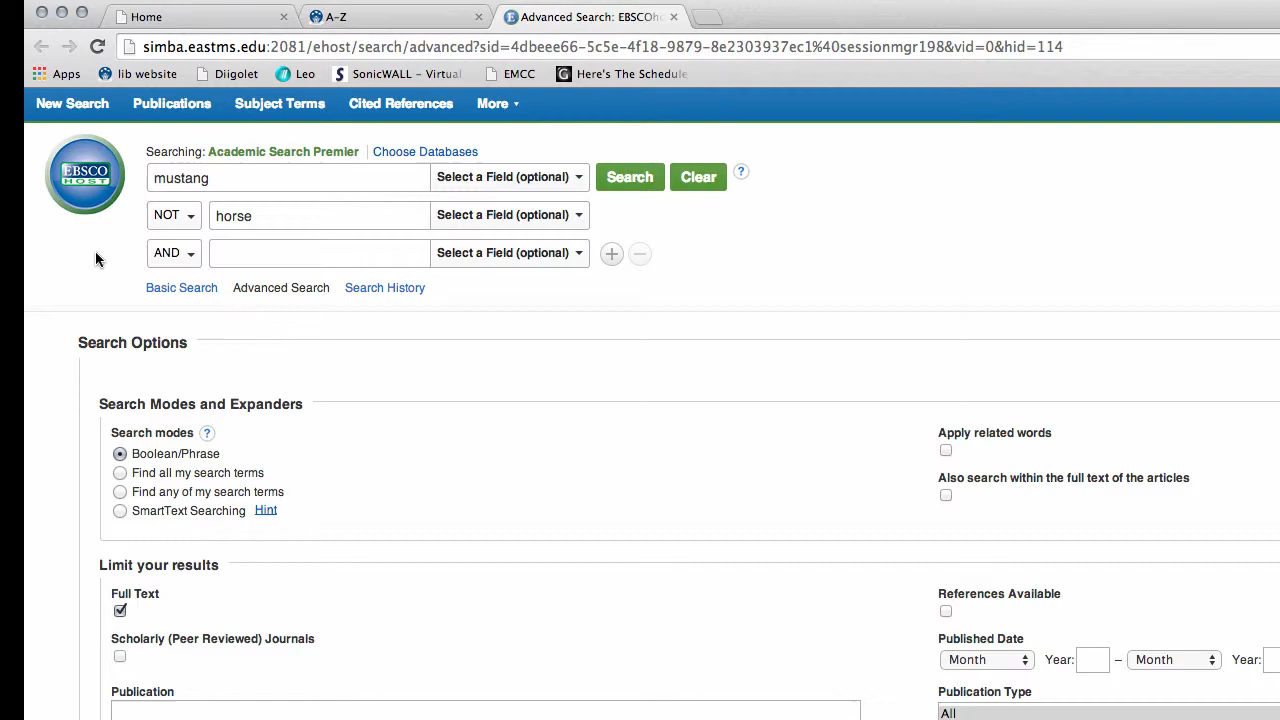 Home
A-Z
Advanced Search: EBSCOho
simba.eastms.edu:2081/ehost/search/advanced?sid=4dbeee66-5c5e-4f18-9879-8e2303937ec1%40sessionmgr198&vid=0&hid=114
Apps lib website Diigolet Leo SonicWALL – Virtual EMCC Here's The Schedule
New Search Publications Subject Terms Cited References More
EBSCO HOST
Searching: Academic Search Premier Choose Databases
mustang Select a Field (optional) Search Clear ?
NOT horse Select a Field (optional)
AND Select a Field (optional)
Basic Search Advanced Search Search History
Search Options
Search Modes and Expanders
Search modes ?
Boolean/Phrase
Find all my search terms
Find any of my search terms
SmartText Searching Hint
Apply related words
Also search within the full text of the articles
Limit your results
Full Text
References Available
Scholarly (Peer Reviewed) Journals
Published Date
Month Year: – Month Year:
Publication
Publication Type
All